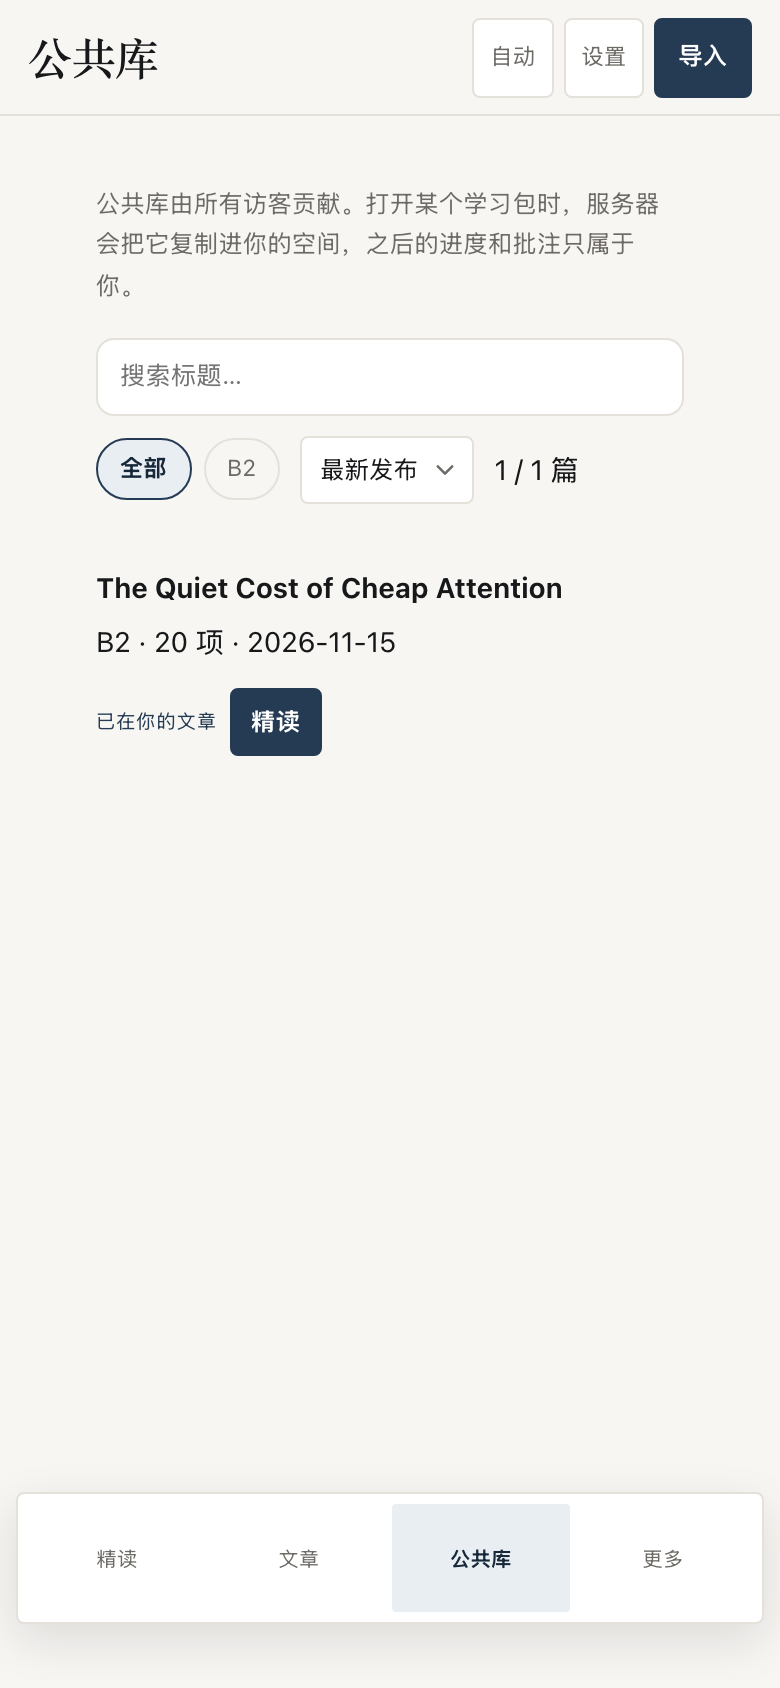 公共库
自动
设置
导入
公共库由所有访客贡献。打开某个学习包时，服务器
会把它复制进你的空间，之后的进度和批注只属于
你。
搜索标题...
全部
B2
最新发布
1 / 1 篇
The Quiet Cost of Cheap Attention
B2 · 20 项 · 2026-11-15
已在你的文章
精读
精读
文章
公共库
更多